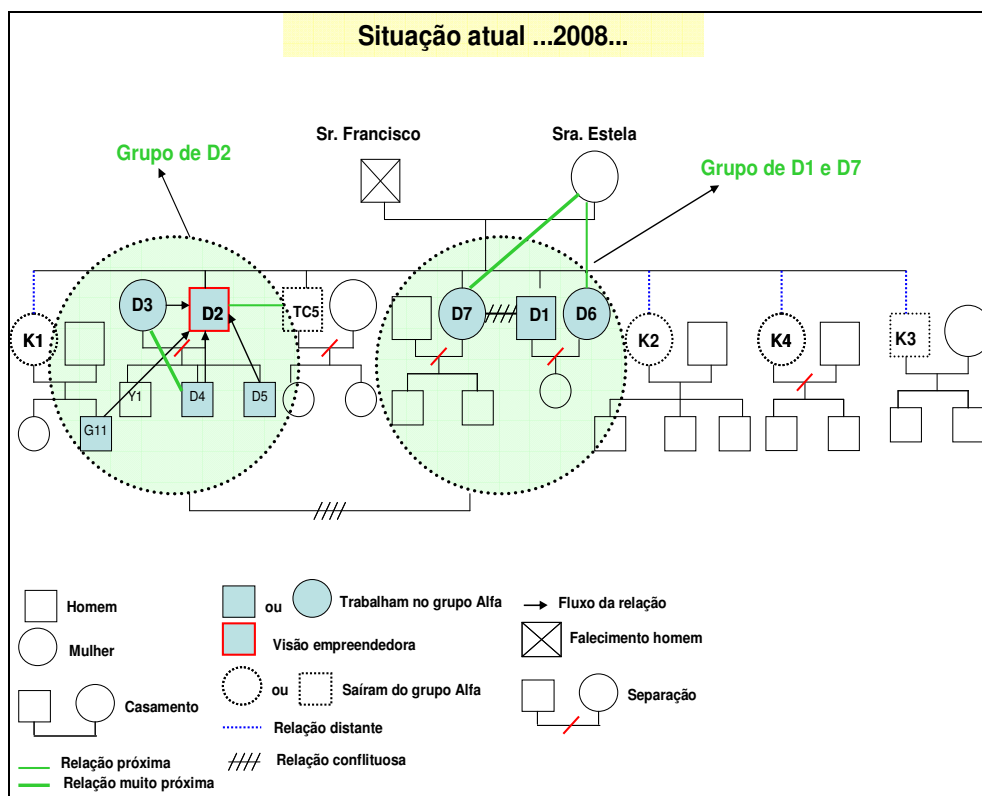 Situação atual ...2008...
Sr. Francisco
Sra. Estela
Grupo de D2
Grupo de D1 e D7
K1
D3
D2
TC5
D7
D1
D6
K2
K4
K3
Y1
D4
D5
G11
Homem
Mulher
Casamento
Relação próxima
Relação muito próxima
ou
Trabalham no grupo Alfa
Visão empreendedora
ou
Saíram do grupo Alfa
Relação distante
Relação conflituosa
Fluxo da relação
Falecimento homem
Separação